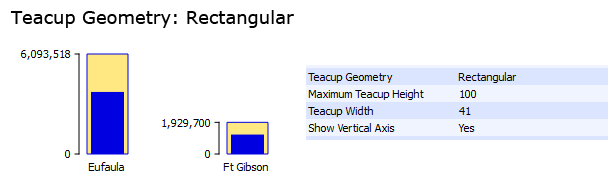 Teacup Geometry: Rectangular
6,093,518
0
Eufaula
1,929,700
0
Ft Gibson
Teacup Geometry Rectangular
Maximum Teacup Height 100
Teacup Width 41
Show Vertical Axis Yes